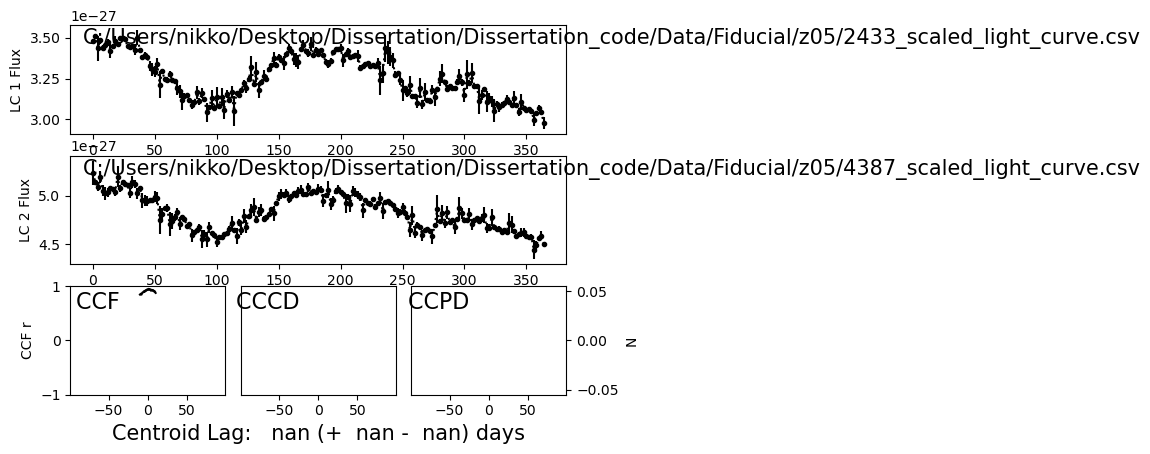 1e−27
C:/Users/nikko/Desktop/Dissertation/Dissertation_code/Data/Fiducial/z05/2433_scaled_light_curve.csv
3.50
3.25
3.00
LC 1 Flux
0 50 100 150 200 250 300 350
1e−27
C:/Users/nikko/Desktop/Dissertation/Dissertation_code/Data/Fiducial/z05/4387_scaled_light_curve.csv
5.0
4.5
LC 2 Flux
0 50 100 150 200 250 300 350
1
0
−1
CCF r
CCF
CCCD
CCPD
0.05
0.00
−0.05
N
−50 0 50
−50 0 50
−50 0 50
Centroid Lag: nan (+ nan - nan) days